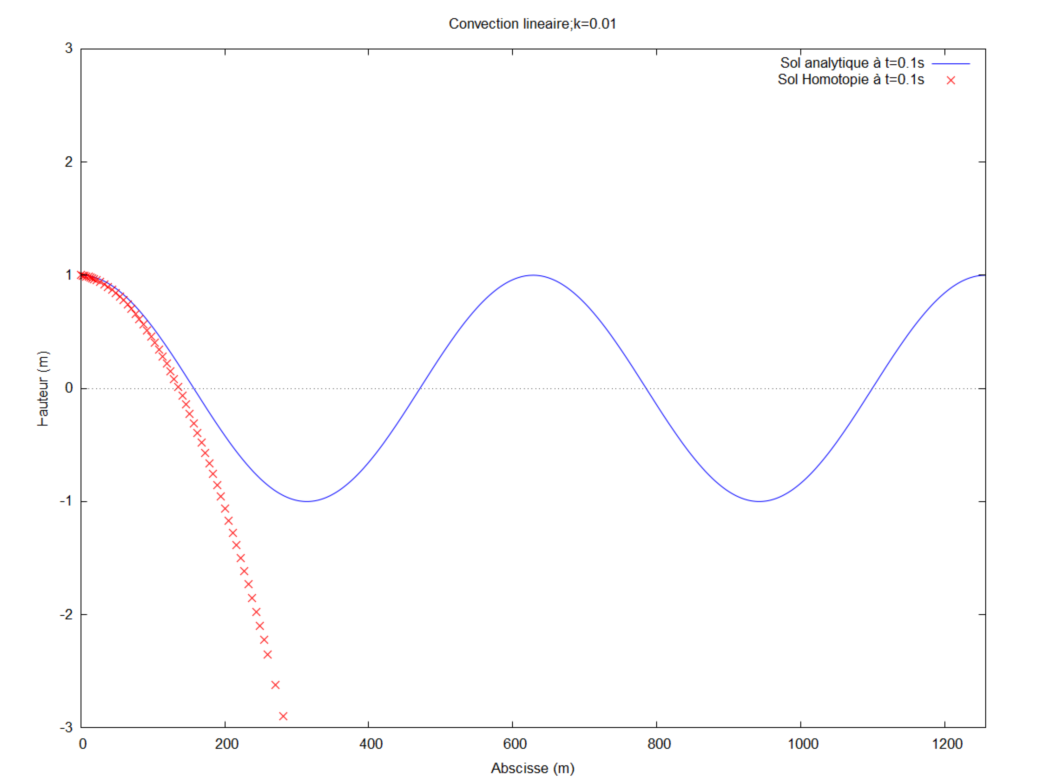 Convection lineaire;k=0.01
3
Sol analytique à t=0.1s
Sol Homotopie à t=0.1s
2
1
0
-1
-2
-3
Hauteur (m)
0 200 400 600 800 1000 1200
Abscisse (m)